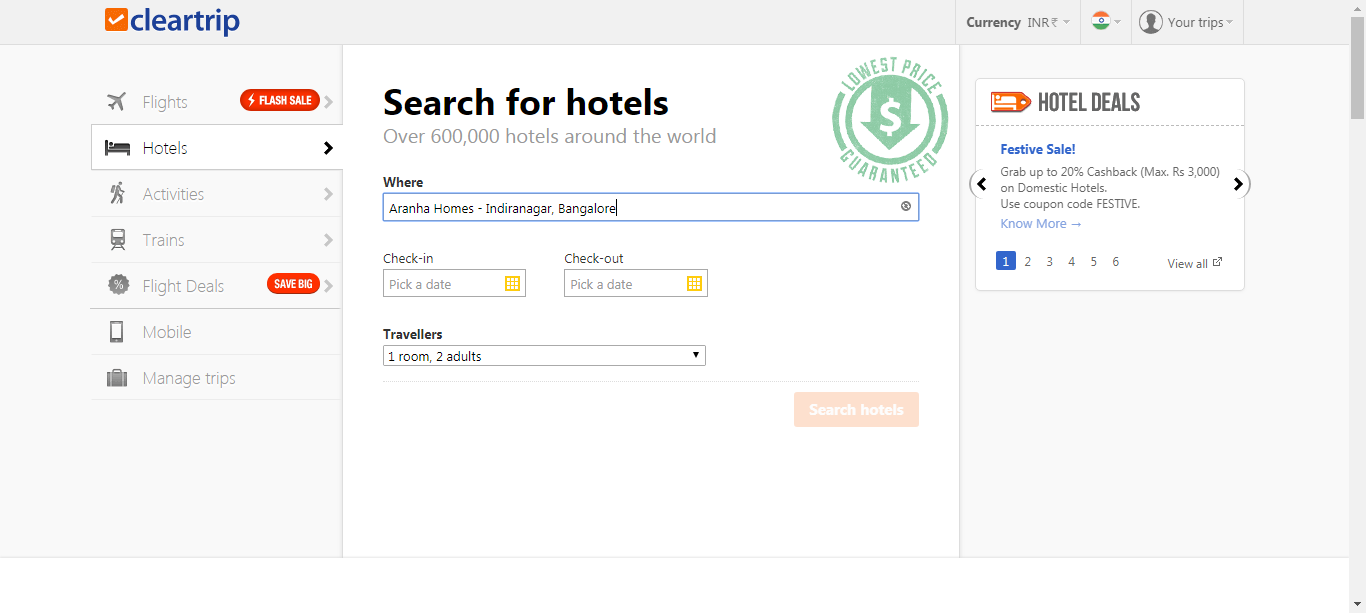 cleartrip
Currency INR₹
Your trips
Flights
FLASH SALE
Hotels
Activities
Trains
%
Flight Deals
SAVE BIG
Mobile
Manage trips
Search for hotels
Over 600,000 hotels around the world
LOWEST PRICE
$
GUARANTEED
Where
Aranha Homes - Indiranagar, Bangalore
Check-in
Check-out
Pick a date
Pick a date
Travellers
1 room, 2 adults
Search hotels
HOTEL DEALS
Festive Sale!
Grab up to 20% Cashback (Max. Rs 3,000)
on Domestic Hotels.
Use coupon code FESTIVE.
Know More →
1 2 3 4 5 6
View all